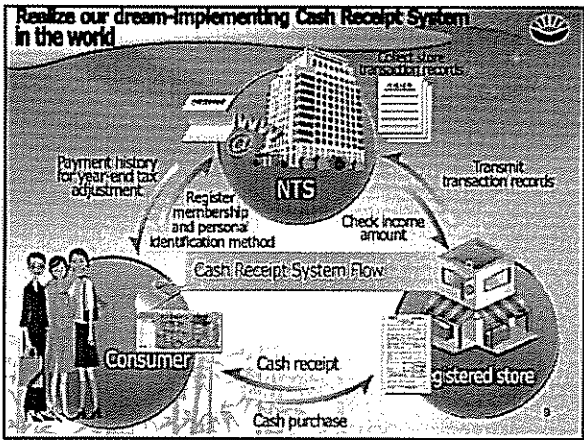 Realize our dream-Implementing Cash Receipt System
in the world
Collect store
transaction records
Payment history
for year-end tax
adjustment
Transmit
transaction records
NTS
Register
membership
and personal
identification method
Check income
amount
Cash Receipt System Flow
Consumer
gistered store
Cash receipt
Cash purchase